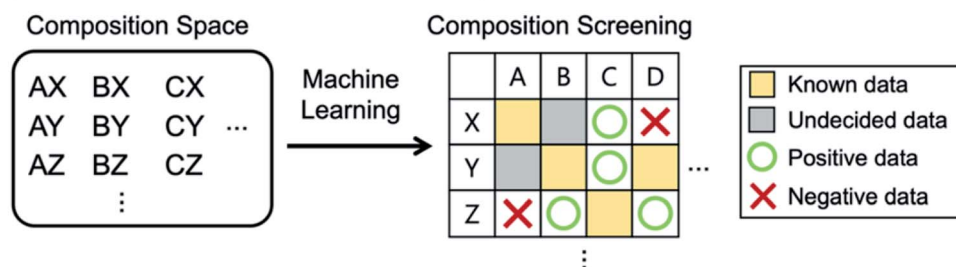 Composition Space
AX BX CX
AY BY CY ...
AZ BZ CZ
⋮
Machine
Learning
Composition Screening
A B C D
X
Y ...
Z
⋮
Known data
Undecided data
Positive data
Negative data